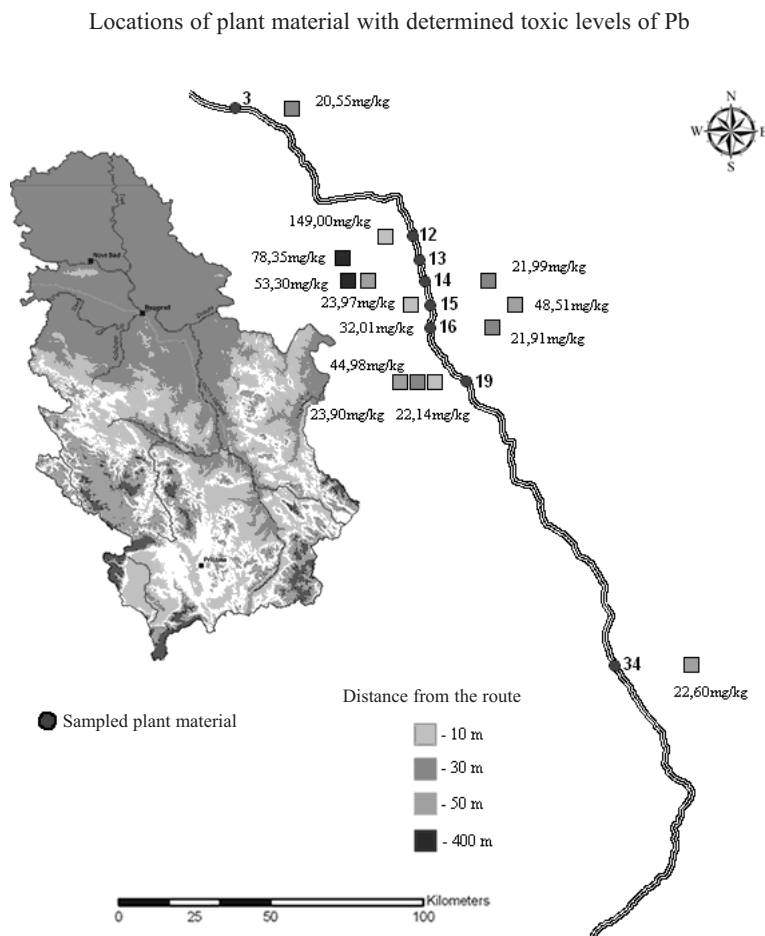 Locations of plant material with determined toxic levels of Pb
3
20,55mg/kg
N
W
E
S
149,00mg/kg
12
78,35mg/kg
13
53,30mg/kg
14
21,99mg/kg
23,97mg/kg
15
48,51mg/kg
32,01mg/kg
16
21,91mg/kg
44,98mg/kg
19
23,90mg/kg
22,14mg/kg
Novi Sad
Beograd
34
22,60mg/kg
Distance from the route
Sampled plant material
- 10 m
- 30 m
- 50 m
- 400 m
Kilometers
0 25 50 100